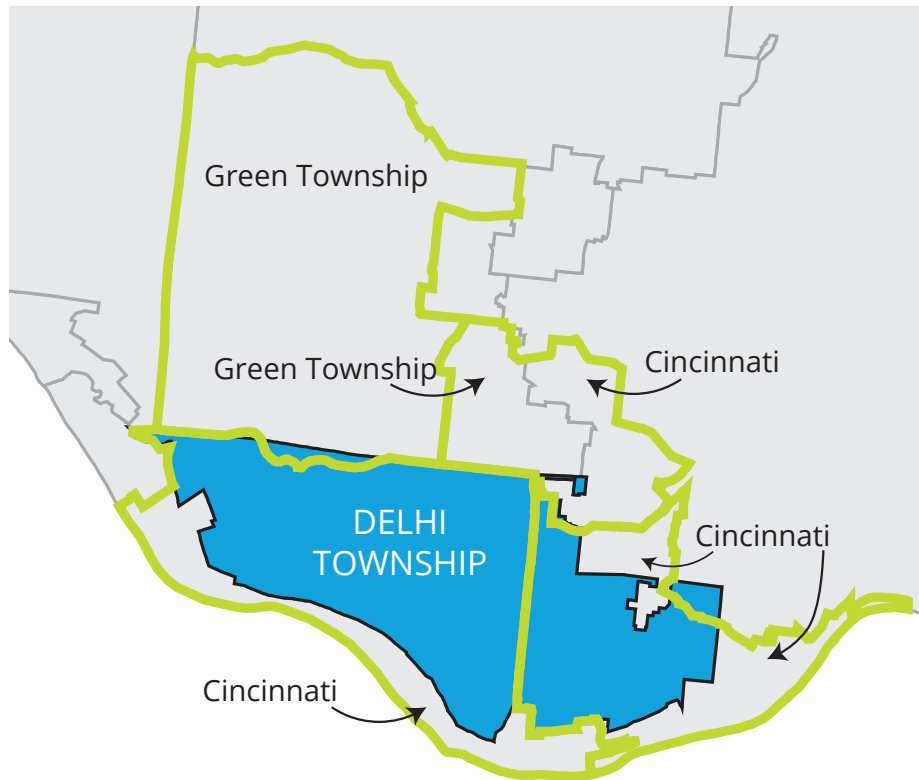 Green Township
Green Township
Cincinnati
DELHI
TOWNSHIP
Cincinnati
Cincinnati